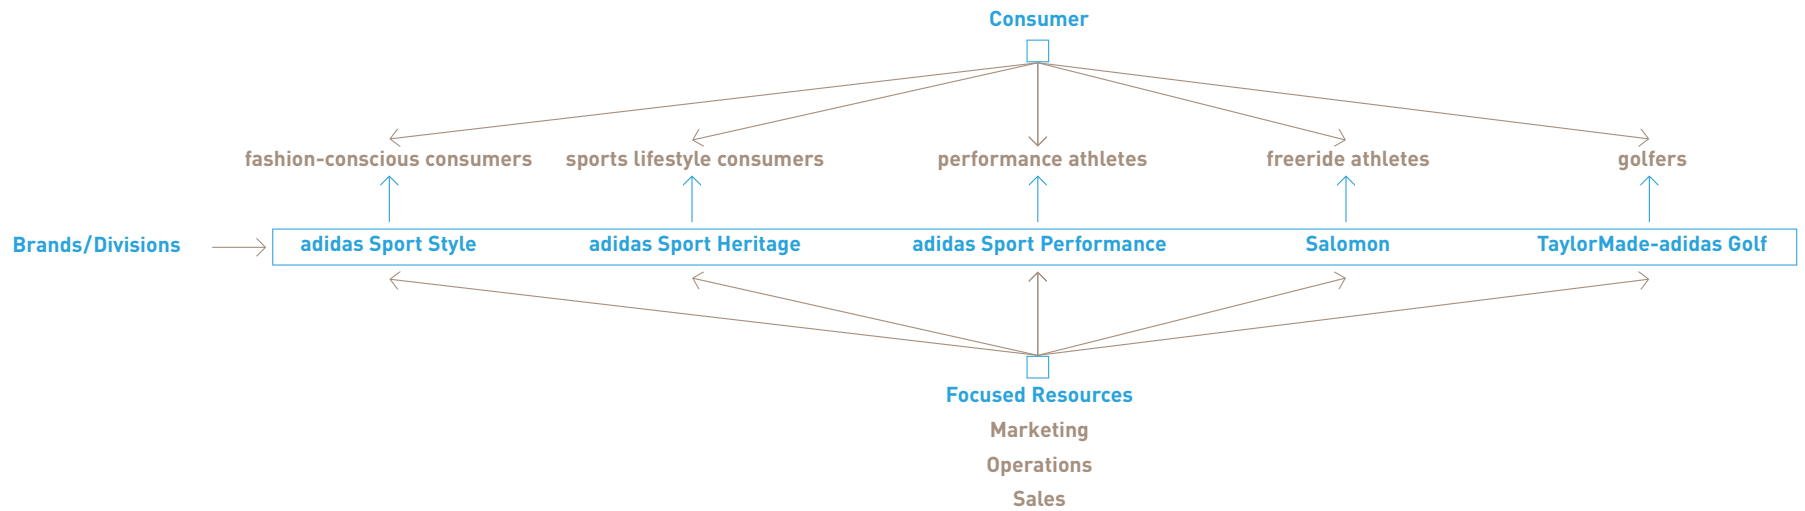 Consumer
fashion-conscious consumers sports lifestyle consumers performance athletes freeride athletes golfers
Brands/Divisions adidas Sport Style adidas Sport Heritage adidas Sport Performance Salomon TaylorMade-adidas Golf
Focused Resources
Marketing
Operations
Sales